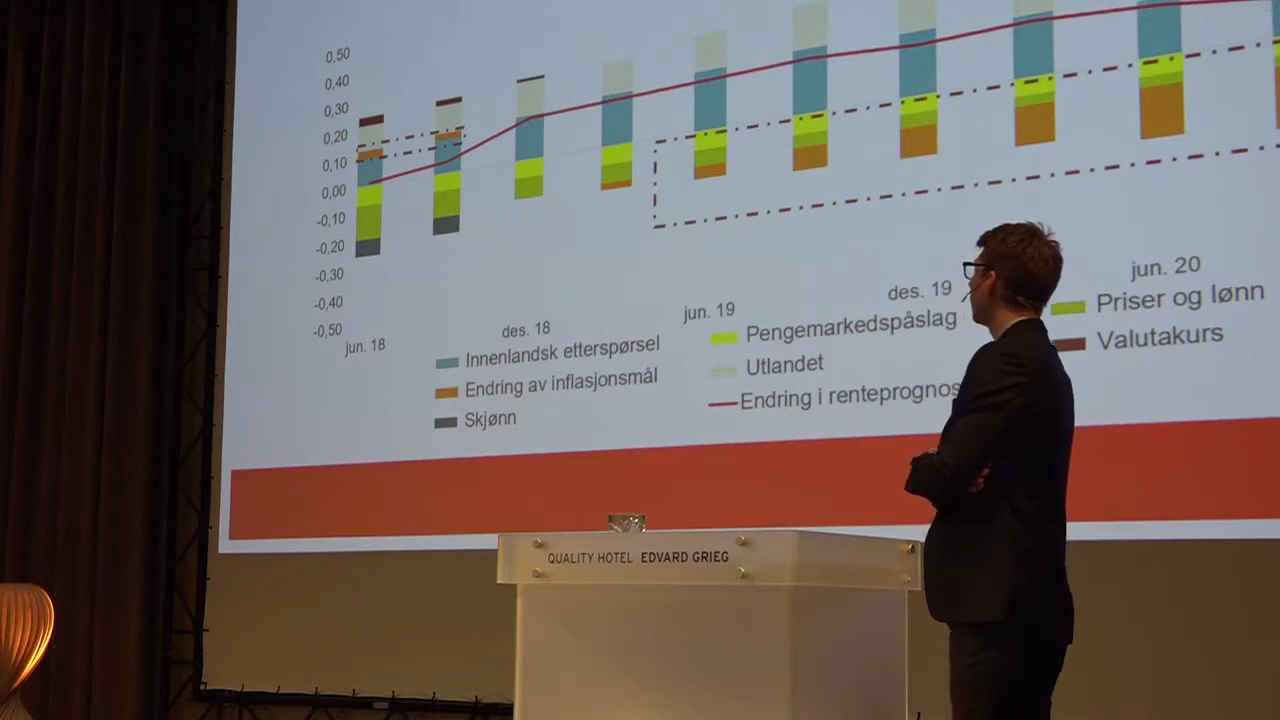 0,50
0,40
0,30
0,20
0,10
0,00
-0,10
-0,20
-0,30
-0,40
-0,50
jun. 18
des. 18
jun. 19
des. 19
jun. 20
Innenlandsk etterspørsel
Pengemarkedspåslag
Priser og lønn
Endring av inflasjonsmål
Utlandet
Valutakurs
Skjønn
Endring i renteprognos
QUALITY HOTEL EDVARD GRIEG